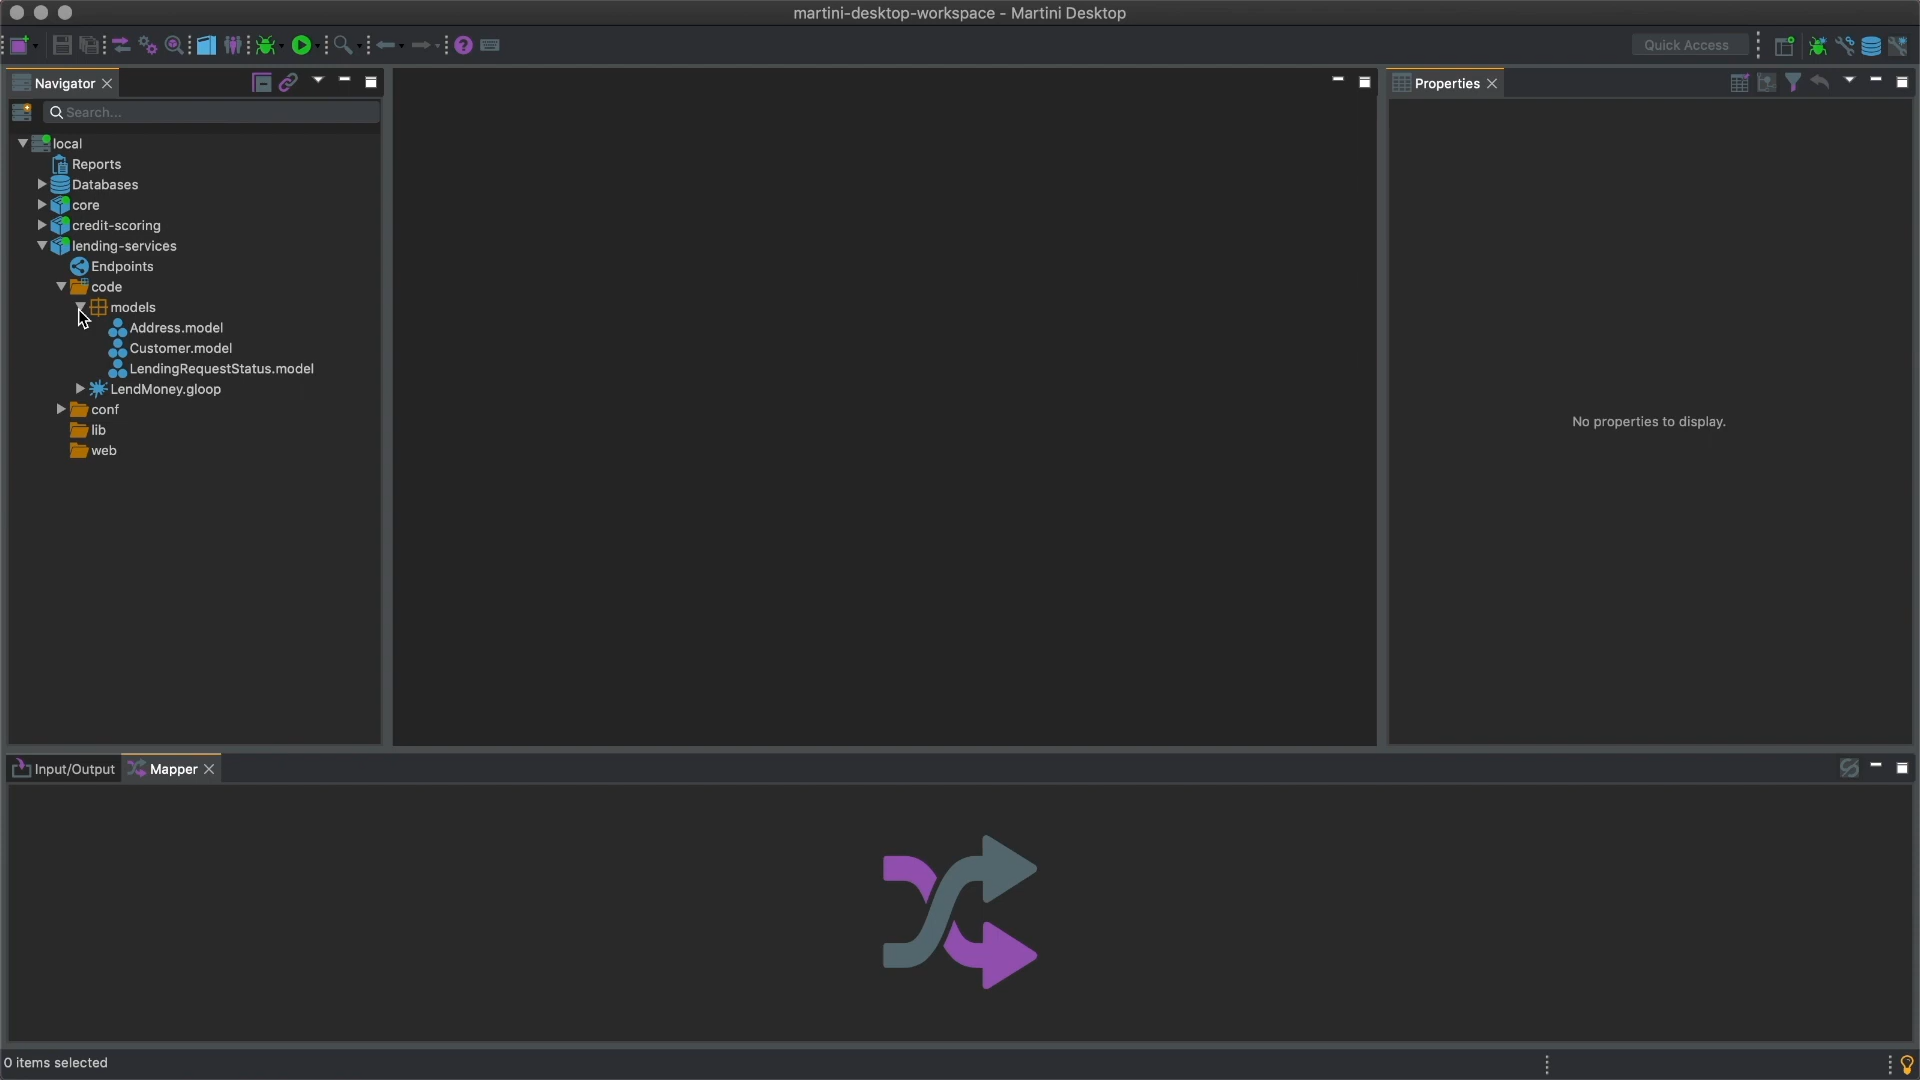 martini-desktop-workspace - Martini Desktop
Quick Access
Navigator
Properties
Search...
local
Reports
Databases
core
credit-scoring
lending-services
Endpoints
code
models
Address.model
Customer.model
LendingRequestStatus.model
LendMoney.gloop
conf
lib
web
No properties to display.
Input/Output
Mapper
0 items selected